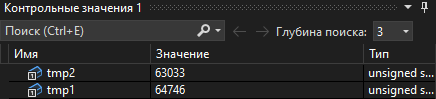 Контрольные значения 1
Поиск (Ctrl+E) Глубина поиска: 3
Имя Значение Тип
tmp2 63033 unsigned s...
tmp1 64746 unsigned s...